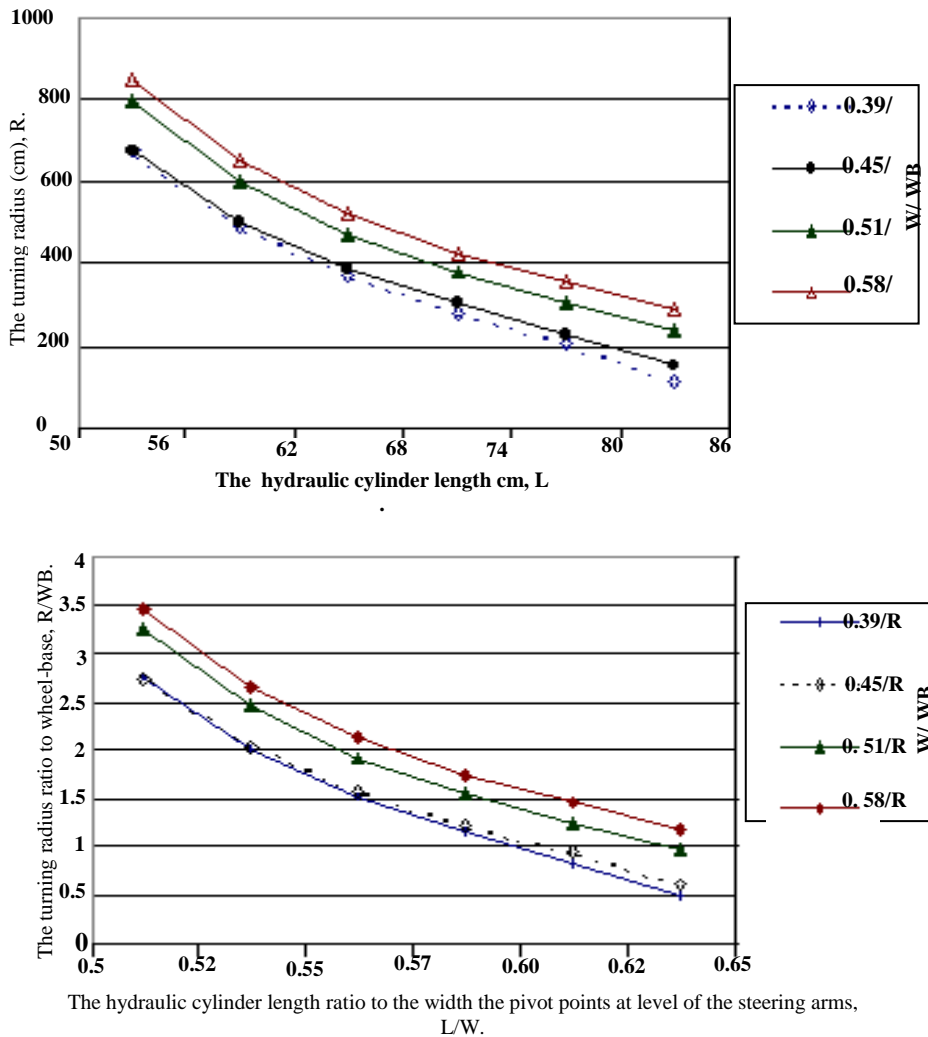 1000
800
600
400
200
0
The turning radius (cm), R.
50 56 62 68 74 80 86
The hydraulic cylinder length cm, L
.
0.39/
0.45/
0.51/
0.58/
W/ WB
4
3.5
3
2.5
2
1.5
1
0.5
0
The turning radius ratio to wheel-base, R/WB.
0.5 0.52 0.55 0.57 0.60 0.62 0.65
The hydraulic cylinder length ratio to the width the pivot points at level of the steering arms,
L/W.
0.39/R
0.45/R
0. 51/R
0. 58/R
W/ WB